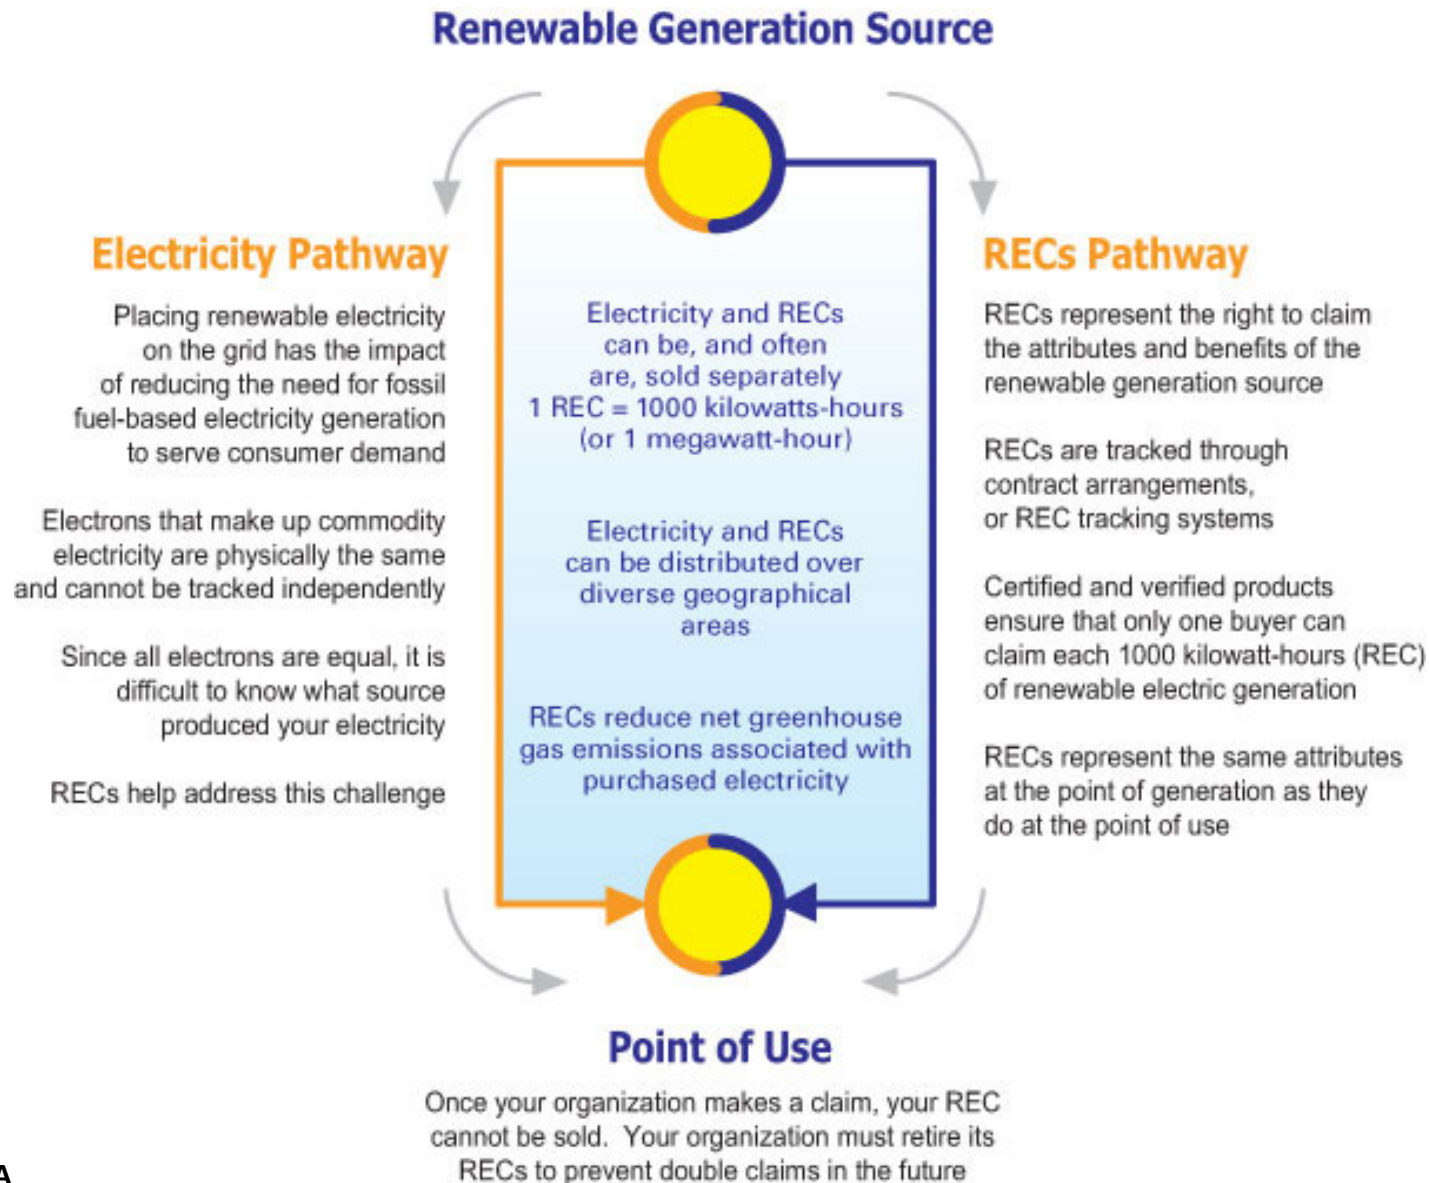 Renewable Generation Source
Electricity Pathway
Placing renewable electricity
on the grid has the impact
of reducing the need for fossil
fuel-based electricity generation
to serve consumer demand
Electrons that make up commodity
electricity are physically the same
and cannot be tracked independently
Since all electrons are equal, it is
difficult to know what source
produced your electricity
RECs help address this challenge
Electricity and RECs
can be, and often
are, sold separately
1 REC = 1000 kilowatts-hours
(or 1 megawatt-hour)
Electricity and RECs
can be distributed over
diverse geographical
areas
RECs reduce net greenhouse
gas emissions associated with
purchased electricity
RECs Pathway
RECs represent the right to claim
the attributes and benefits of the
renewable generation source
RECs are tracked through
contract arrangements,
or REC tracking systems
Certified and verified products
ensure that only one buyer can
claim each 1000 kilowatt-hours (REC)
of renewable electric generation
RECs represent the same attributes
at the point of generation as they
do at the point of use
Point of Use
Once your organization makes a claim, your REC
cannot be sold. Your organization must retire its
RECs to prevent double claims in the future
A